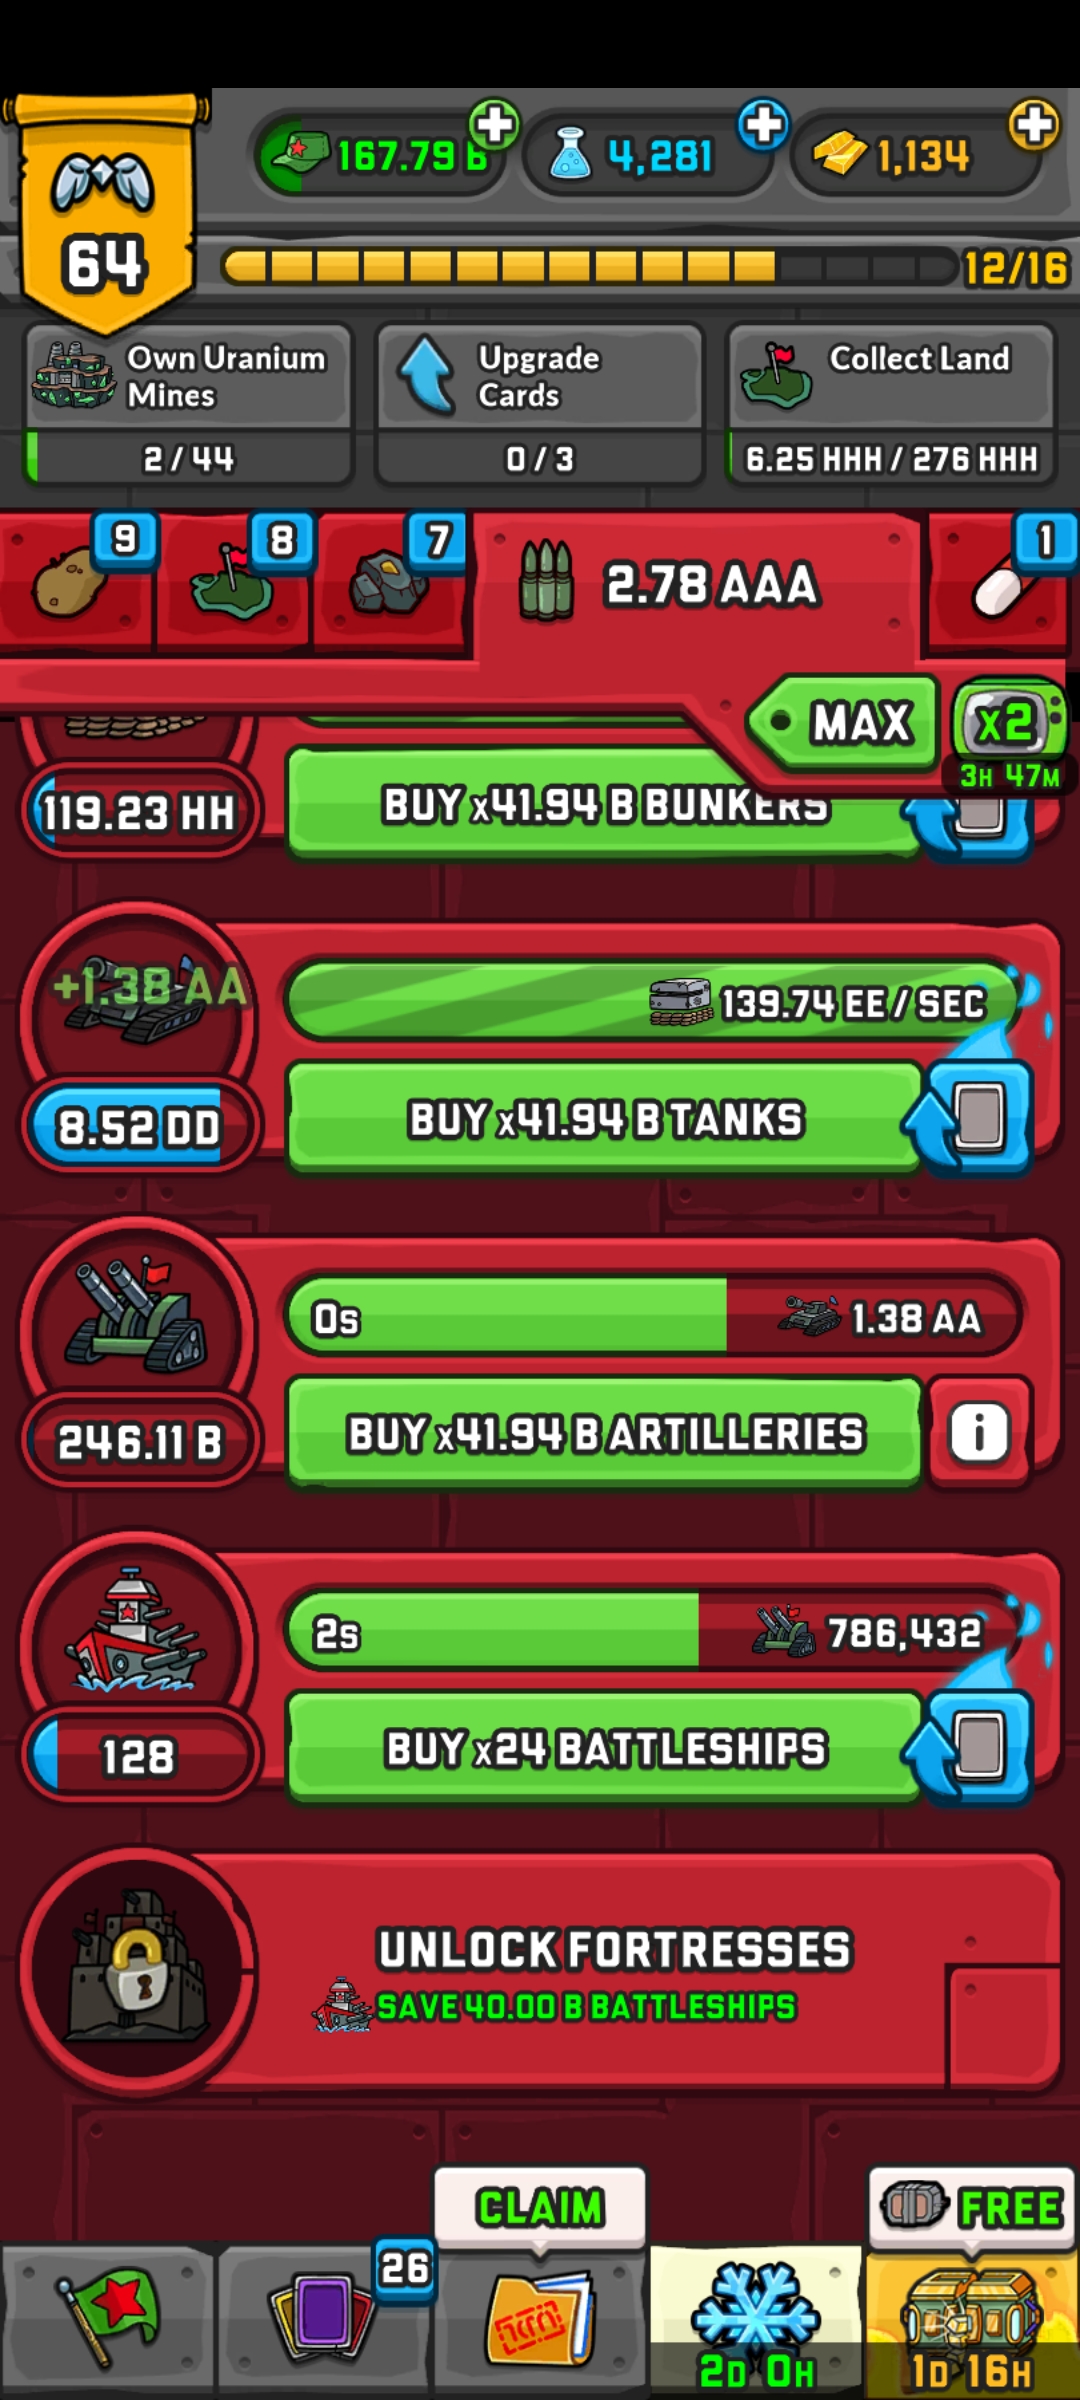 64
167.79 B
4,281
1,134
12/16
Own Uranium
Mines
2 / 44
Upgrade
Cards
0 / 3
Collect Land
6.25 HHH / 276 HHH
9
8
7
2.78 AAA
1
MAX
x2
3H 47M
119.23 HH
BUY x41.94 B BUNKERS
+1.38 AA
139.74 EE / SEC
8.52 DD
BUY x41.94 B TANKS
0s
1.38 AA
246.11 B
BUY x41.94 B ARTILLERIES
i
2s
786,432
128
BUY x24 BATTLESHIPS
UNLOCK FORTRESSES
SAVE 40.00 B BATTLESHIPS
CLAIM
FREE
26
2D 0H
1D 16H